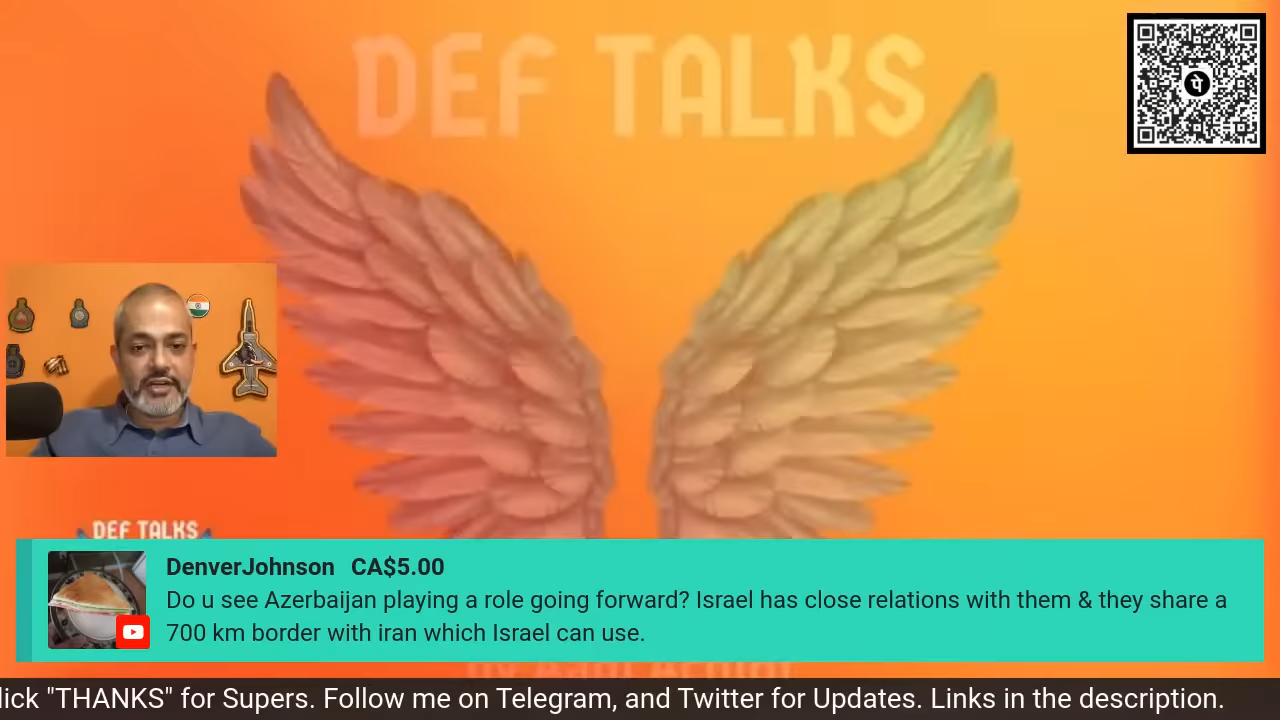 DEF TALKS
पे
DEF TALKS
DenverJohnson CA$5.00
Do u see Azerbaijan playing a role going forward? Israel has close relations with them & they share a
700 km border with iran which Israel can use.
lick "THANKS" for Supers. Follow me on Telegram, and Twitter for Updates. Links in the description.